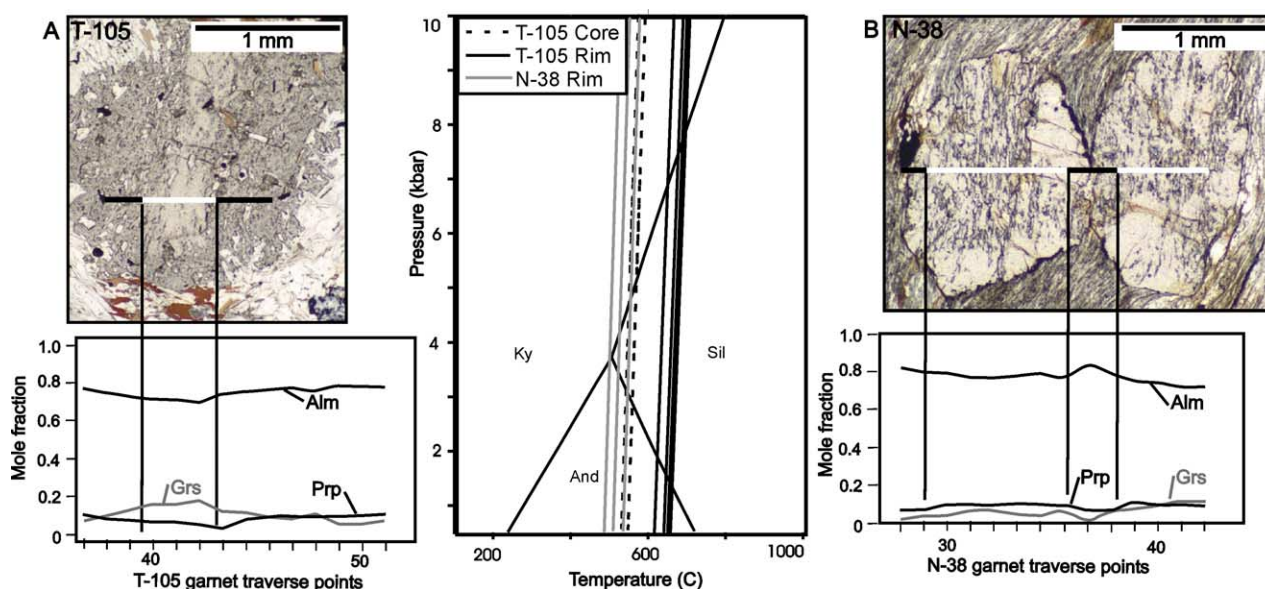 A T-105
1 mm
1.0
0.8
0.6
0.4
0.2
0
Mole fraction
Alm
Grs
Prp
40
50
T-105 garnet traverse points
T-105 Core
T-105 Rim
N-38 Rim
10
8
6
4
2
Pressure (kbar)
Ky
Sil
And
200
600
1000
Temperature (C)
B N-38
1 mm
1.0
0.8
0.6
0.4
0.2
0
Mole fraction
Alm
Prp
Grs
30
40
N-38 garnet traverse points